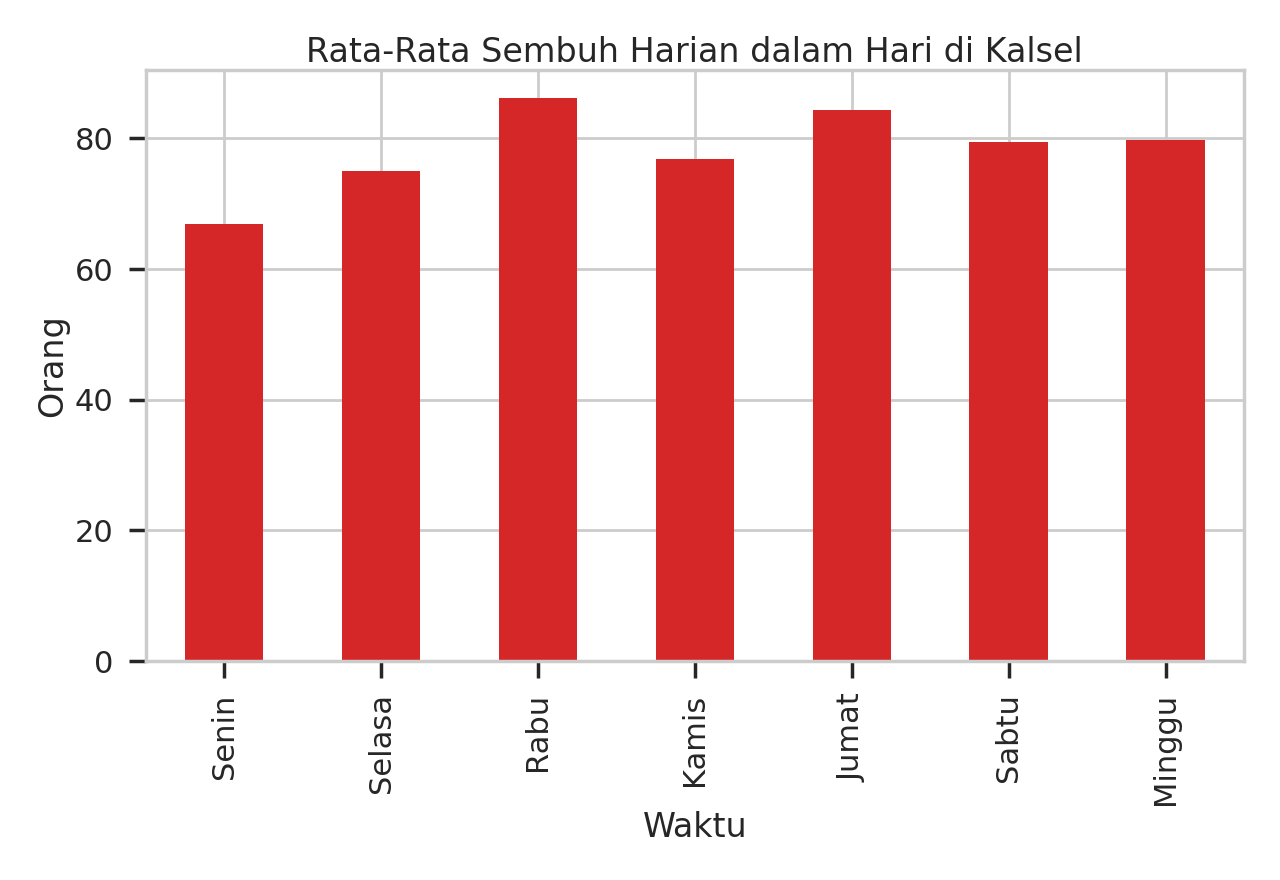 Rata-Rata Sembuh Harian dalam Hari di Kalsel
80
60
40
20
0
Orang
Senin
Selasa
Rabu
Kamis
Jumat
Sabtu
Minggu
Waktu